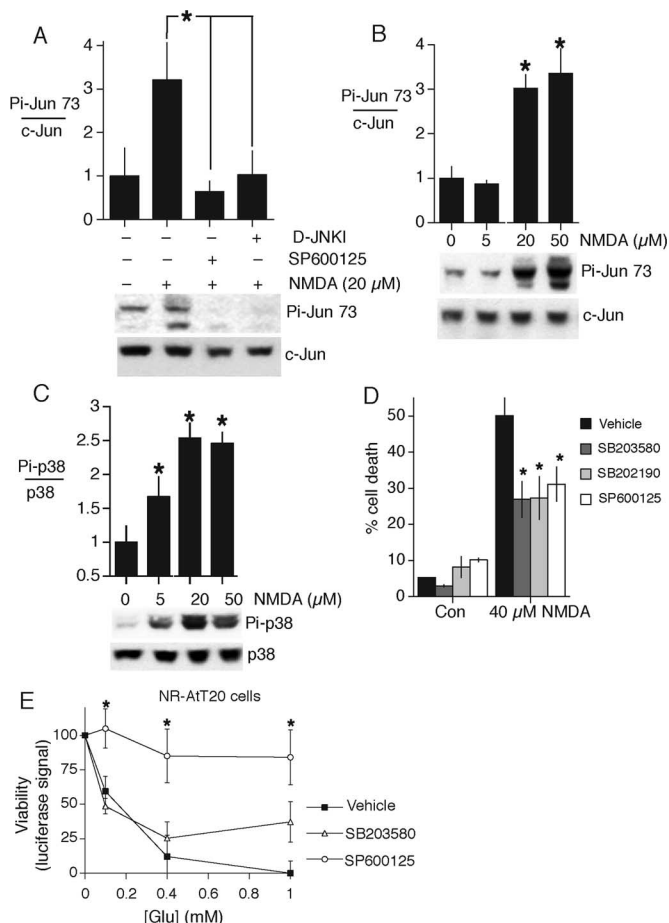 A
*
4
3
2
1
0
Pi-Jun 73
c-Jun
– – – + D-JNKI
– – + – SP600125
– + + + NMDA (20 µM)
Pi-Jun 73
c-Jun
B
* *
4
3
2
1
0
Pi-Jun 73
c-Jun
0 5 20 50 NMDA (µM)
Pi-Jun 73
c-Jun
C
* * *
3
2.5
2
1.5
1
0.5
Pi-p38
p38
0 5 20 50 NMDA (µM)
Pi-p38
p38
D
50
40
30
20
10
0
% cell death
* * *
Con 40 µM NMDA
Vehicle
SB203580
SB202190
SP600125
E
NR-AtT20 cells
* * *
100
75
50
25
00
Viability
(luciferase signal)
0 0.2 0.4 0.6 0.8 1
[Glu] (mM)
Vehicle
SB203580
SP600125